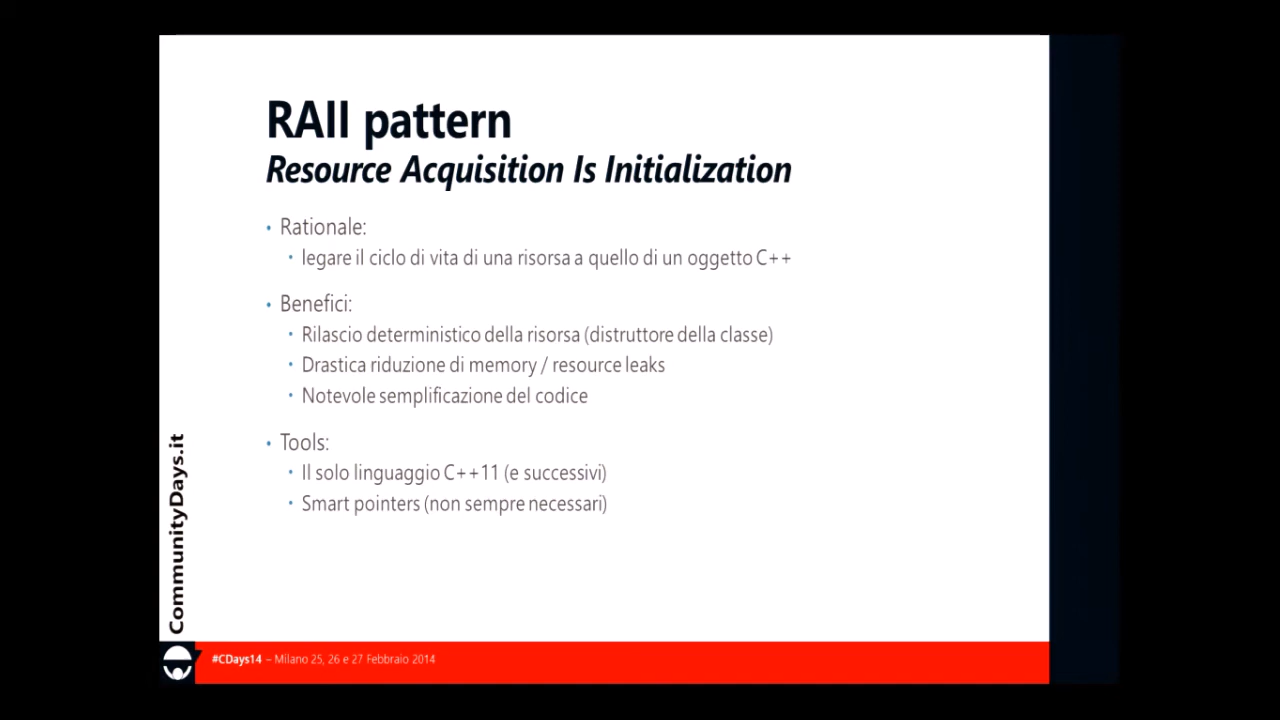 RAII pattern
Resource Acquisition Is Initialization
• Rationale:
• legare il ciclo di vita di una risorsa a quello di un oggetto C++
• Benefici:
• Rilascio deterministico della risorsa (distruttore della classe)
• Drastica riduzione di memory / resource leaks
• Notevole semplificazione del codice
• Tools:
• Il solo linguaggio C++11 (e successivi)
• Smart pointers (non sempre necessari)
CommunityDays.it
#CDays14 – Milano 25, 26 e 27 Febbraio 2014